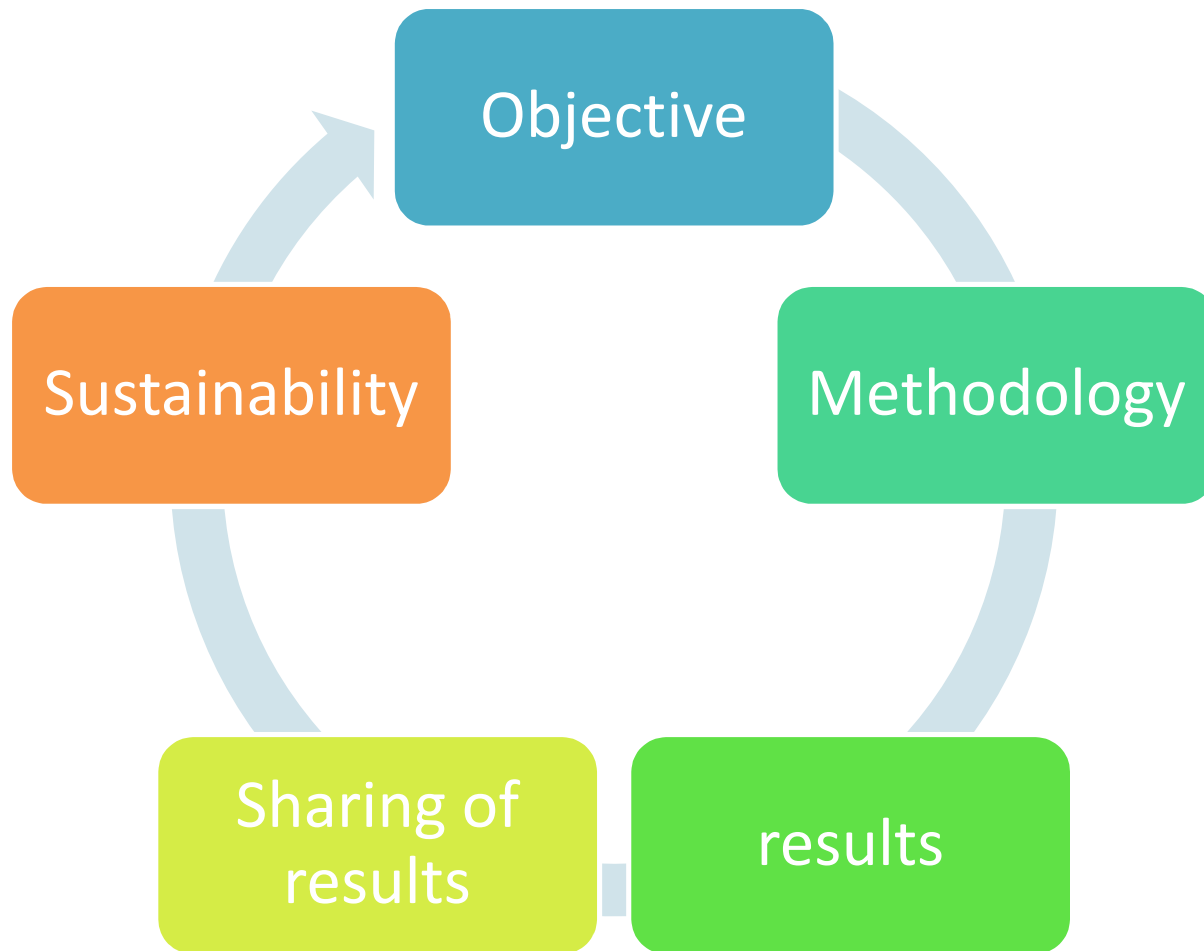 Objective
Methodology
results
Sharing of
results
Sustainability